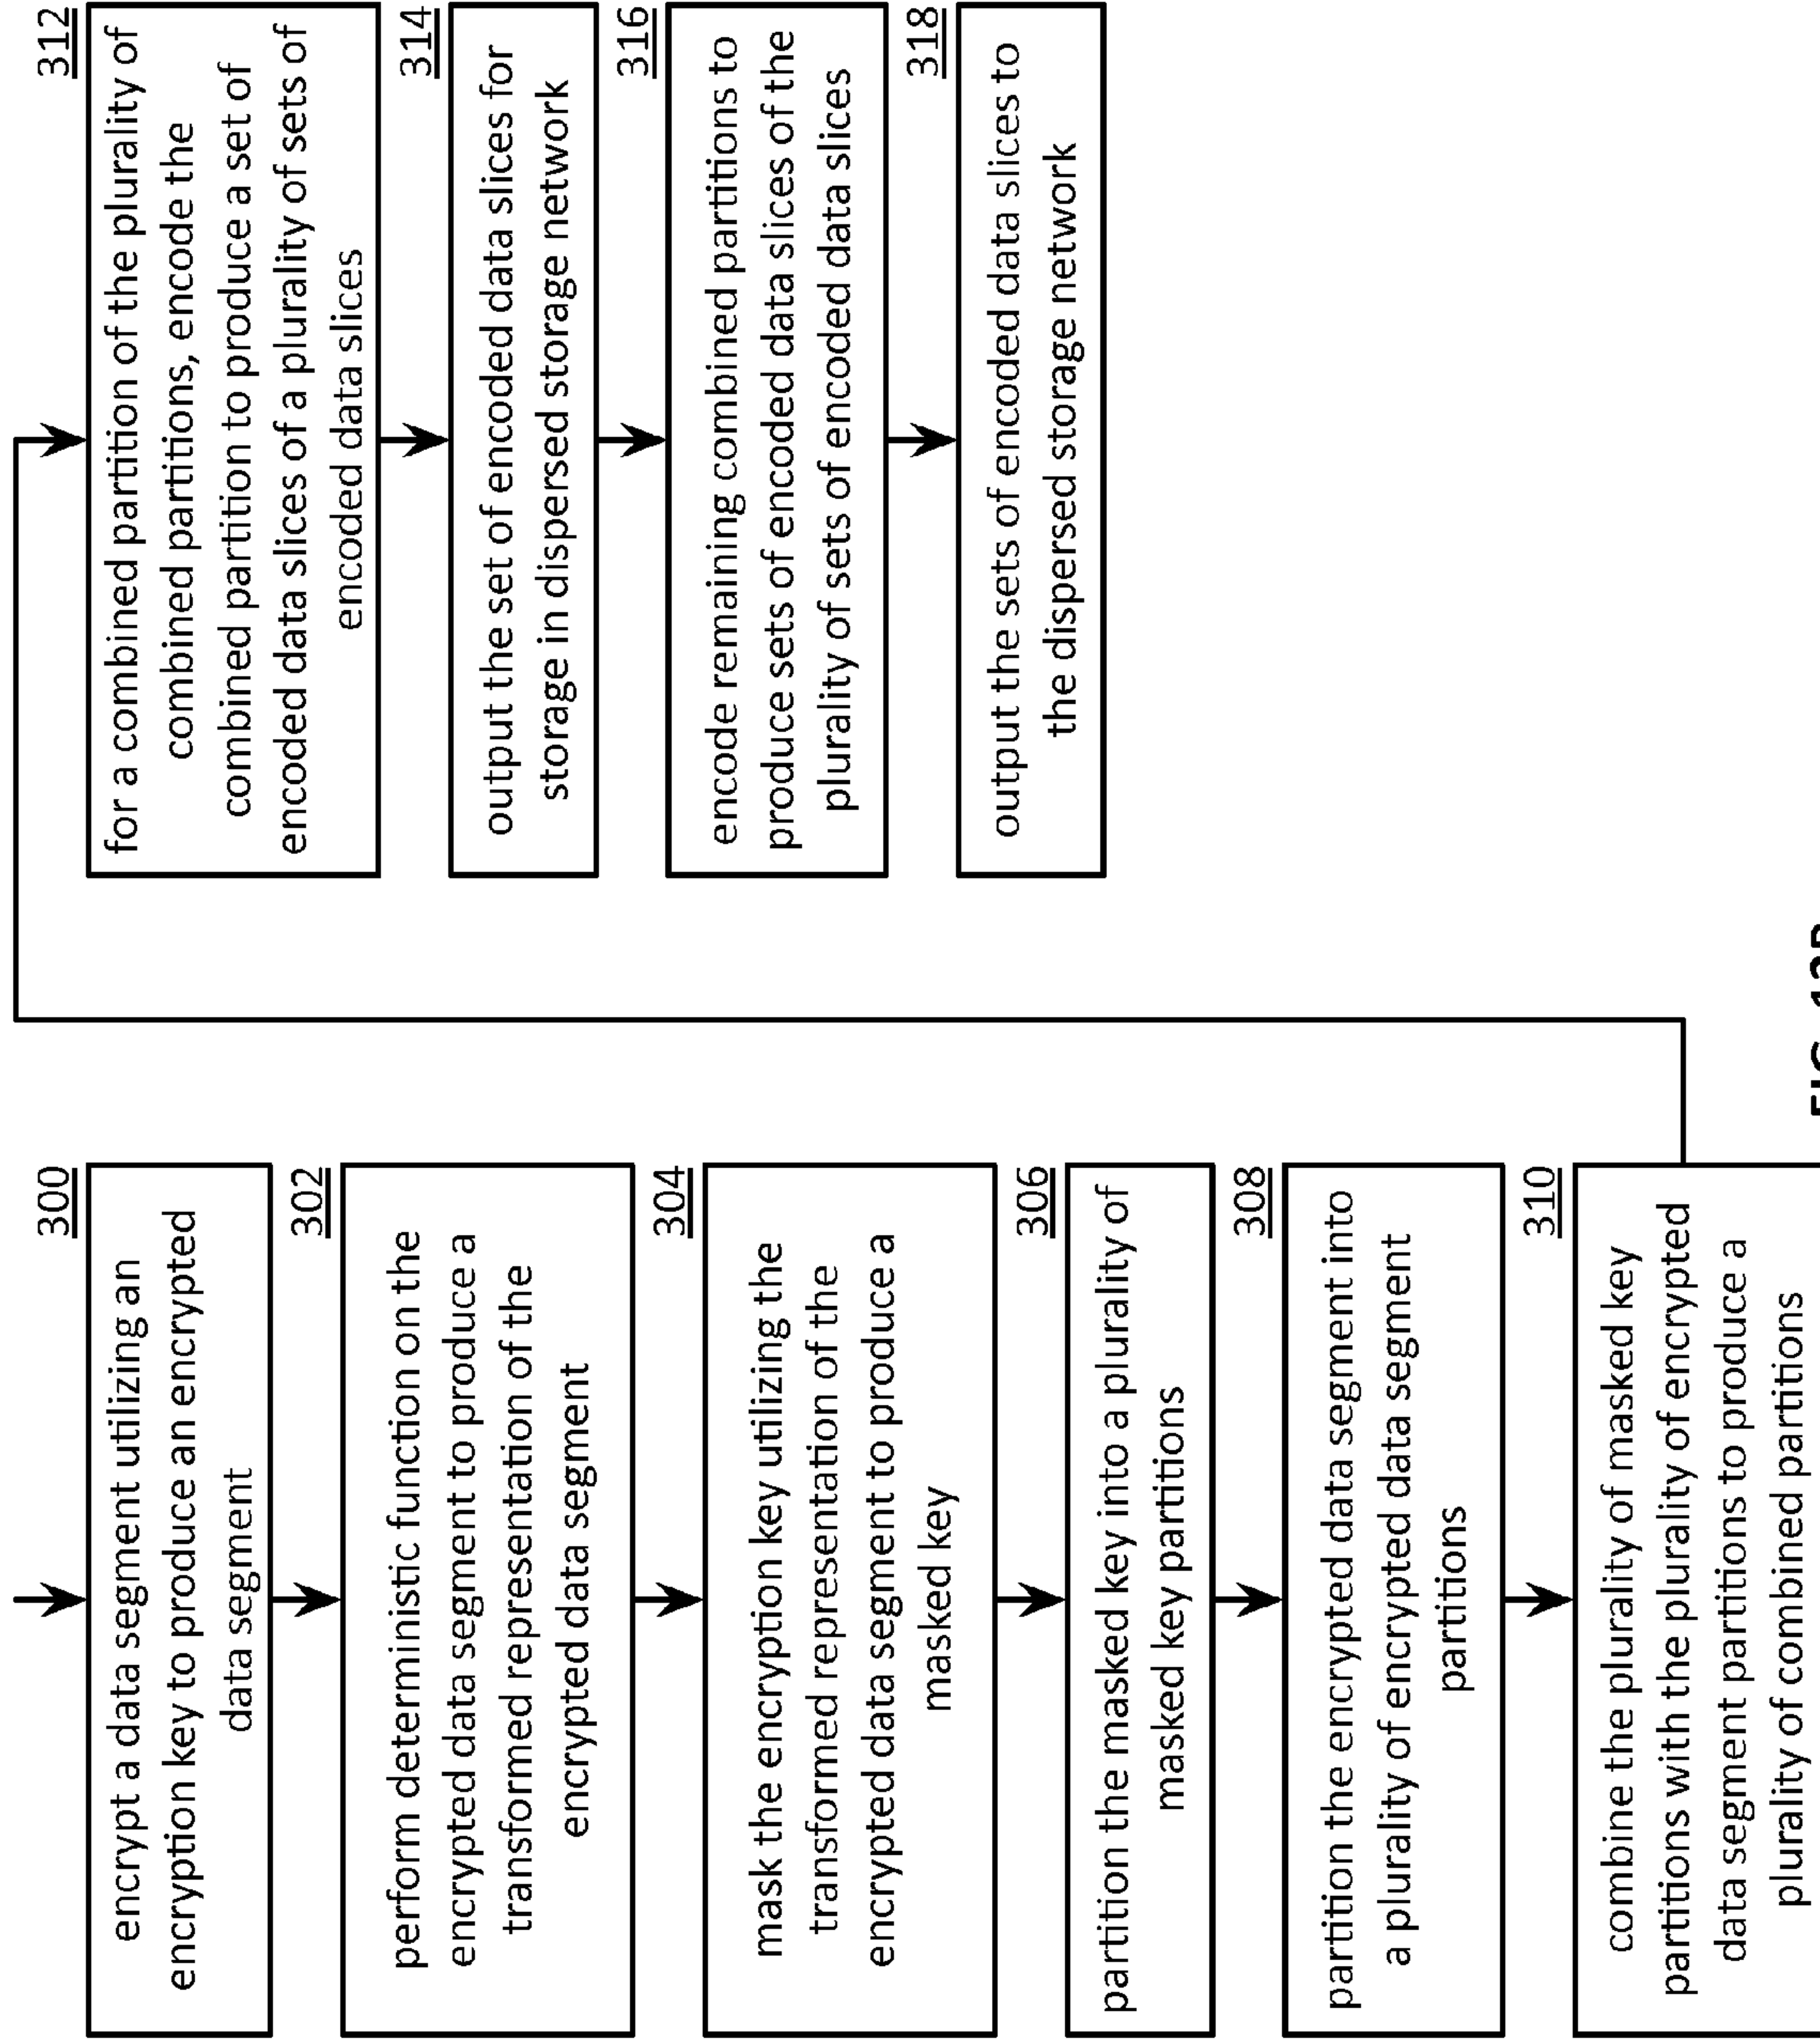 300
encrypt a data segment utilizing an
encryption key to produce an encrypted
data segment
302
perform deterministic function on the
encrypted data segment to produce a
transformed representation of the
encrypted data segment
304
mask the encryption key utilizing the
transformed representation of the
encrypted data segment to produce a
masked key
306
partition the masked key into a plurality of
masked key partitions
308
partition the encrypted data segment into
a plurality of encrypted data segment
partitions
310
combine the plurality of masked key
partitions with the plurality of encrypted
data segment partitions to produce a
plurality of combined partitions
312
for a combined partition of the plurality of
combined partitions, encode the
combined partition to produce a set of
encoded data slices of a plurality of sets of
encoded data slices
314
output the set of encoded data slices for
storage in dispersed storage network
316
encode remaining combined partitions to
produce sets of encoded data slices of the
plurality of sets of encoded data slices
318
output the sets of encoded data slices to
the dispersed storage network
FIG.